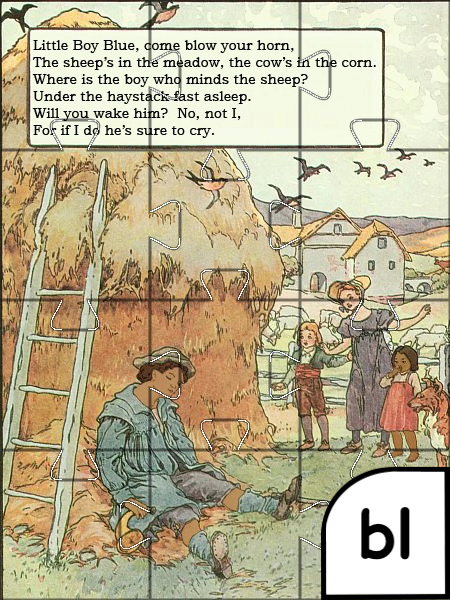 Little Boy Blue, come blow your horn,
The sheep's in the meadow, the cow's in the corn.
Where is the boy who minds the sheep?
Under the haystack fast asleep.
Will you wake him?  No, not I,
For if I do he's sure to cry.
bl